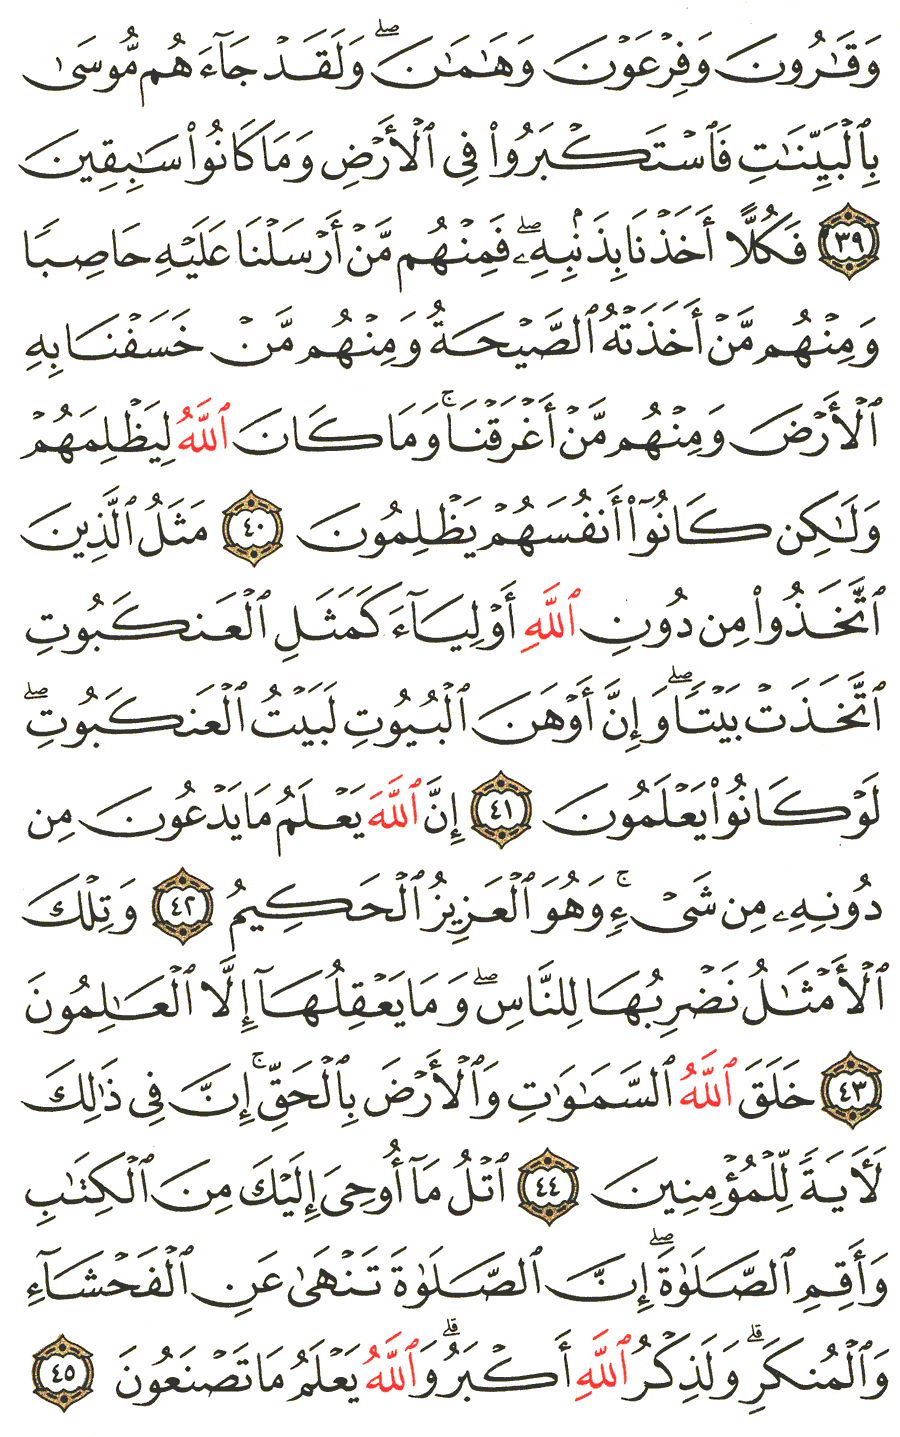 وَقَٰرُونَ وَفِرْعَوْنَ وَهَٰمَٰنَ ۖ وَلَقَدْ جَآءَهُم مُّوسَىٰ
بِٱلْبَيِّنَٰتِ فَٱسْتَكْبَرُوا۟ فِى ٱلْأَرْضِ وَمَا كَانُوا۟ سَٰبِقِينَ
٣٩ فَكُلًّا أَخَذْنَا بِذَنۢبِهِۦ ۖ فَمِنْهُم مَّنْ أَرْسَلْنَا عَلَيْهِ حَاصِبًا
وَمِنْهُم مَّنْ أَخَذَتْهُ ٱلصَّيْحَةُ وَمِنْهُم مَّنْ خَسَفْنَا بِهِ
ٱلْأَرْضَ وَمِنْهُم مَّنْ أَغْرَقْنَا ۚ وَمَا كَانَ ٱللَّهُ لِيَظْلِمَهُمْ
وَلَٰكِن كَانُوٓا۟ أَنفُسَهُمْ يَظْلِمُونَ ٤٠ مَثَلُ ٱلَّذِينَ
ٱتَّخَذُوا۟ مِن دُونِ ٱللَّهِ أَوْلِيَآءَ كَمَثَلِ ٱلْعَنكَبُوتِ
ٱتَّخَذَتْ بَيْتًا ۖ وَإِنَّ أَوْهَنَ ٱلْبُيُوتِ لَبَيْتُ ٱلْعَنكَبُوتِ ۖ
لَوْ كَانُوا۟ يَعْلَمُونَ ٤١ إِنَّ ٱللَّهَ يَعْلَمُ مَا يَدْعُونَ مِن
دُونِهِۦ مِن شَىْءٍ ۚ وَهُوَ ٱلْعَزِيزُ ٱلْحَكِيمُ ٤٢ وَتِلْكَ
ٱلْأَمْثَٰلُ نَضْرِبُهَا لِلنَّاسِ ۖ وَمَا يَعْقِلُهَآ إِلَّا ٱلْعَٰلِمُونَ
٤٣ خَلَقَ ٱللَّهُ ٱلسَّمَٰوَٰتِ وَٱلْأَرْضَ بِٱلْحَقِّ ۚ إِنَّ فِى ذَٰلِكَ
لَـَٔايَةً لِّلْمُؤْمِنِينَ ٤٤ ٱتْلُ مَآ أُوحِىَ إِلَيْكَ مِنَ ٱلْكِتَٰبِ
وَأَقِمِ ٱلصَّلَوٰةَ ۖ إِنَّ ٱلصَّلَوٰةَ تَنْهَىٰ عَنِ ٱلْفَحْشَآءِ
وَٱلْمُنكَرِ ۗ وَلَذِكْرُ ٱللَّهِ أَكْبَرُ ۗ وَٱللَّهُ يَعْلَمُ مَا تَصْنَعُونَ ٤٥